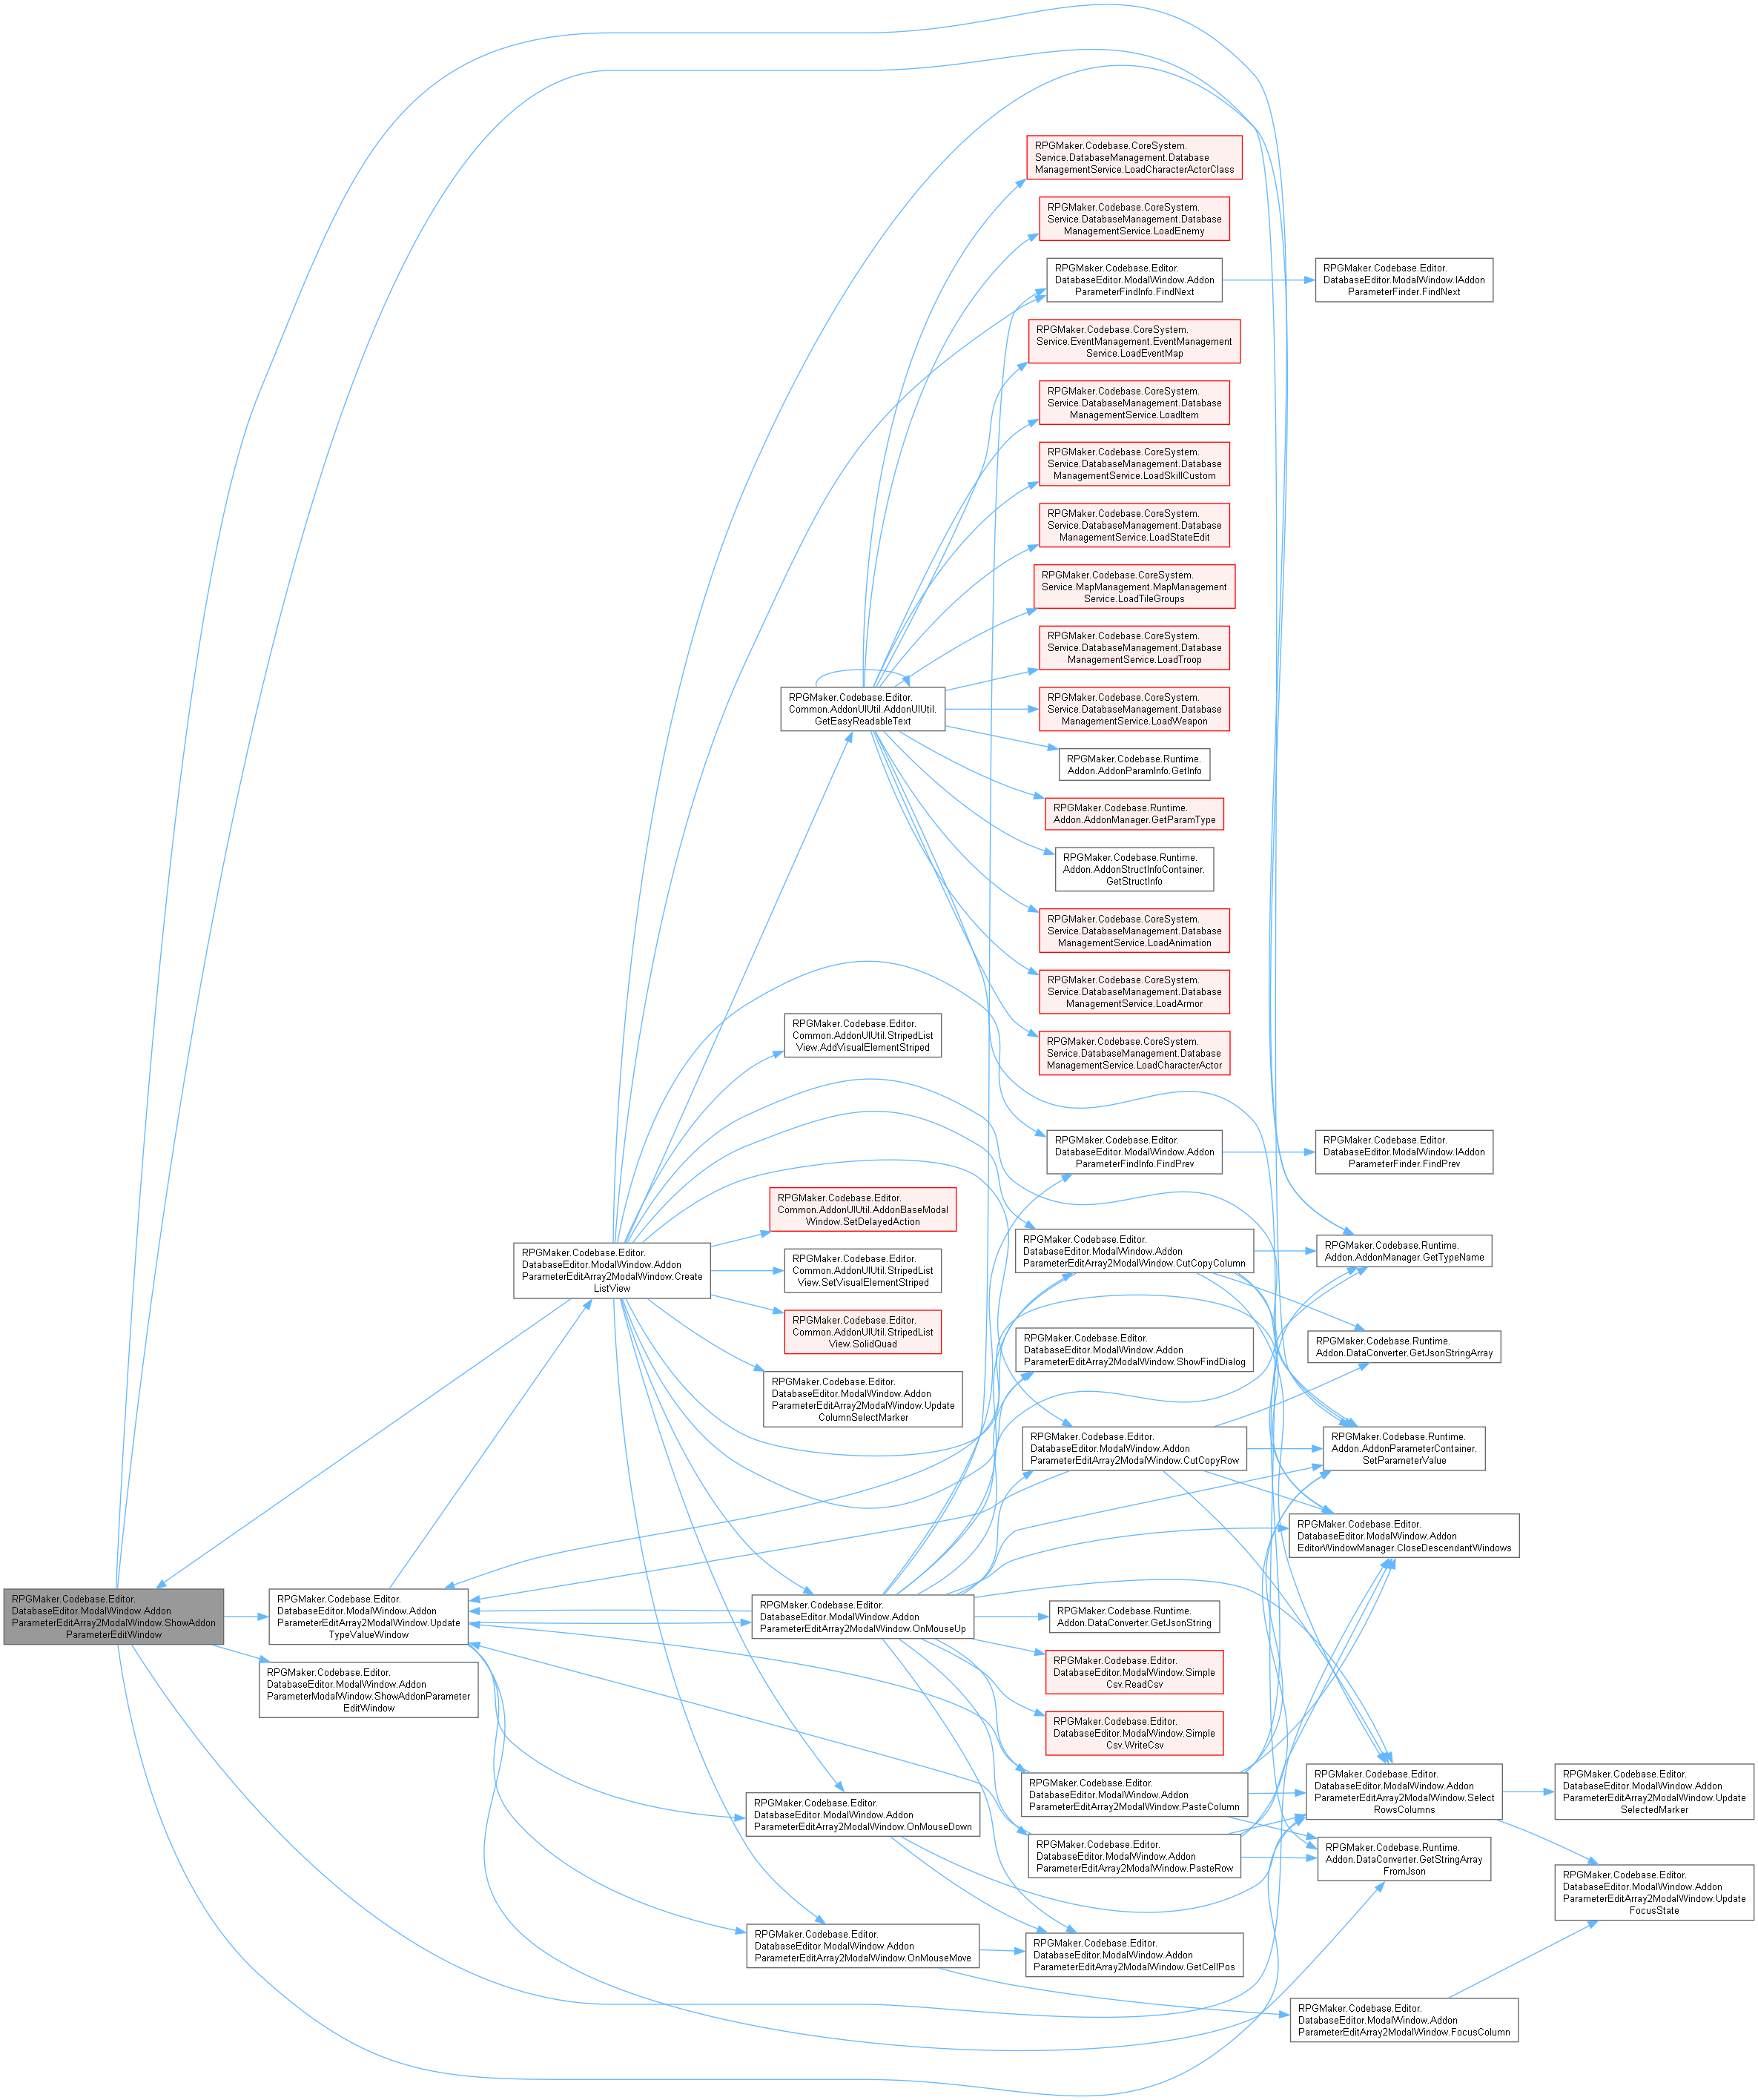 RPGMaker.Codebase.CoreSystem.
Service.DatabaseManagement.Database
ManagementService.LoadCharacterActorClass
RPGMaker.Codebase.CoreSystem.
Service.DatabaseManagement.Database
ManagementService.LoadEnemy
RPGMaker.Codebase.Editor.
DatabaseEditor.ModalWindow.Addon
ParameterFindInfo.FindNext
RPGMaker.Codebase.Editor.
DatabaseEditor.ModalWindow.IAddon
ParameterFinder.FindNext
RPGMaker.Codebase.CoreSystem.
Service.EventManagement.EventManagement
Service.LoadEventMap
RPGMaker.Codebase.CoreSystem.
Service.DatabaseManagement.Database
ManagementService.LoadItem
RPGMaker.Codebase.CoreSystem.
Service.DatabaseManagement.Database
ManagementService.LoadSkillCustom
RPGMaker.Codebase.CoreSystem.
Service.DatabaseManagement.Database
ManagementService.LoadStateEdit
RPGMaker.Codebase.CoreSystem.
Service.MapManagement.MapManagement
Service.LoadTileGroups
RPGMaker.Codebase.CoreSystem.
Service.DatabaseManagement.Database
ManagementService.LoadTroop
RPGMaker.Codebase.Editor.
Common.AddonUIUtil.AddonUIUtil.
GetEasyReadableText
RPGMaker.Codebase.CoreSystem.
Service.DatabaseManagement.Database
ManagementService.LoadWeapon
RPGMaker.Codebase.Runtime.
Addon.AddonParamInfo.GetInfo
RPGMaker.Codebase.Runtime.
Addon.AddonManager.GetParamType
RPGMaker.Codebase.Runtime.
Addon.AddonStructInfoContainer.
GetStructInfo
RPGMaker.Codebase.CoreSystem.
Service.DatabaseManagement.Database
ManagementService.LoadAnimation
RPGMaker.Codebase.CoreSystem.
Service.DatabaseManagement.Database
ManagementService.LoadArmor
RPGMaker.Codebase.Editor.
Common.AddonUIUtil.StripedList
View.AddVisualElementStriped
RPGMaker.Codebase.CoreSystem.
Service.DatabaseManagement.Database
ManagementService.LoadCharacterActor
RPGMaker.Codebase.Editor.
DatabaseEditor.ModalWindow.Addon
ParameterFindInfo.FindPrev
RPGMaker.Codebase.Editor.
DatabaseEditor.ModalWindow.IAddon
ParameterFinder.FindPrev
RPGMaker.Codebase.Editor.
Common.AddonUIUtil.AddonBaseModal
Window.SetDelayedAction
RPGMaker.Codebase.Editor.
DatabaseEditor.ModalWindow.Addon
ParameterEditArray2ModalWindow.CutCopyColumn
RPGMaker.Codebase.Runtime.
Addon.AddonManager.GetTypeName
RPGMaker.Codebase.Editor.
DatabaseEditor.ModalWindow.Addon
ParameterEditArray2ModalWindow.Create
ListView
RPGMaker.Codebase.Editor.
Common.AddonUIUtil.StripedList
View.SetVisualElementStriped
RPGMaker.Codebase.Editor.
Common.AddonUIUtil.StripedList
View.SolidQuad
RPGMaker.Codebase.Editor.
DatabaseEditor.ModalWindow.Addon
ParameterEditArray2ModalWindow.ShowFindDialog
RPGMaker.Codebase.Runtime.
Addon.DataConverter.GetJsonStringArray
RPGMaker.Codebase.Editor.
DatabaseEditor.ModalWindow.Addon
ParameterEditArray2ModalWindow.Update
ColumnSelectMarker
RPGMaker.Codebase.Editor.
DatabaseEditor.ModalWindow.Addon
ParameterEditArray2ModalWindow.CutCopyRow
RPGMaker.Codebase.Runtime.
Addon.AddonParameterContainer.
SetParameterValue
RPGMaker.Codebase.Editor.
DatabaseEditor.ModalWindow.Addon
EditorWindowManager.CloseDescendantWindows
RPGMaker.Codebase.Editor.
DatabaseEditor.ModalWindow.Addon
ParameterEditArray2ModalWindow.ShowAddon
ParameterEditWindow
RPGMaker.Codebase.Editor.
DatabaseEditor.ModalWindow.Addon
ParameterEditArray2ModalWindow.Update
TypeValueWindow
RPGMaker.Codebase.Editor.
DatabaseEditor.ModalWindow.Addon
ParameterEditArray2ModalWindow.OnMouseUp
RPGMaker.Codebase.Runtime.
Addon.DataConverter.GetJsonString
RPGMaker.Codebase.Editor.
DatabaseEditor.ModalWindow.Addon
ParameterModalWindow.ShowAddonParameter
EditWindow
RPGMaker.Codebase.Editor.
DatabaseEditor.ModalWindow.Simple
Csv.ReadCsv
RPGMaker.Codebase.Editor.
DatabaseEditor.ModalWindow.Simple
Csv.WriteCsv
RPGMaker.Codebase.Editor.
DatabaseEditor.ModalWindow.Addon
ParameterEditArray2ModalWindow.PasteColumn
RPGMaker.Codebase.Editor.
DatabaseEditor.ModalWindow.Addon
ParameterEditArray2ModalWindow.Select
RowsColumns
RPGMaker.Codebase.Editor.
DatabaseEditor.ModalWindow.Addon
ParameterEditArray2ModalWindow.Update
SelectedMarker
RPGMaker.Codebase.Editor.
DatabaseEditor.ModalWindow.Addon
ParameterEditArray2ModalWindow.OnMouseDown
RPGMaker.Codebase.Editor.
DatabaseEditor.ModalWindow.Addon
ParameterEditArray2ModalWindow.PasteRow
RPGMaker.Codebase.Runtime.
Addon.DataConverter.GetStringArray
FromJson
RPGMaker.Codebase.Editor.
DatabaseEditor.ModalWindow.Addon
ParameterEditArray2ModalWindow.Update
FocusState
RPGMaker.Codebase.Editor.
DatabaseEditor.ModalWindow.Addon
ParameterEditArray2ModalWindow.OnMouseMove
RPGMaker.Codebase.Editor.
DatabaseEditor.ModalWindow.Addon
ParameterEditArray2ModalWindow.GetCellPos
RPGMaker.Codebase.Editor.
DatabaseEditor.ModalWindow.Addon
ParameterEditArray2ModalWindow.FocusColumn